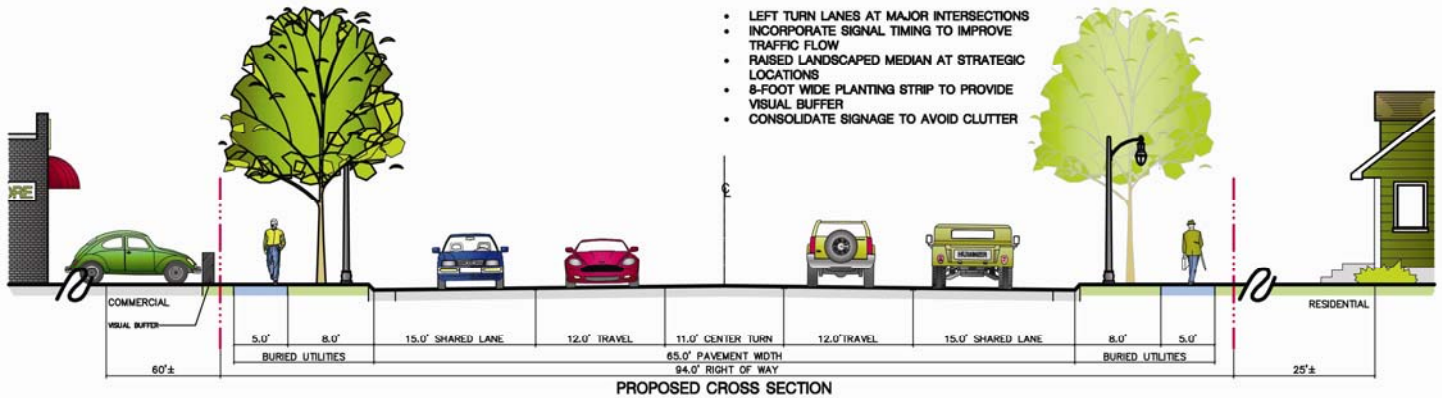 • LEFT TURN LANES AT MAJOR INTERSECTIONS
• INCORPORATE SIGNAL TIMING TO IMPROVE
TRAFFIC FLOW
• RAISED LANDSCAPED MEDIAN AT STRATEGIC
LOCATIONS
• 8-FOOT WIDE PLANTING STRIP TO PROVIDE
VISUAL BUFFER
• CONSOLIDATE SIGNAGE TO AVOID CLUTTER
ORE
℄
HUMMER
COMMERCIAL
VISUAL BUFFER
RESIDENTIAL
5.0' 8.0' 15.0' SHARED LANE 12.0' TRAVEL 11.0' CENTER TURN 12.0' TRAVEL 15.0' SHARED LANE 8.0' 5.0'
BURIED UTILITIES 65.0' PAVEMENT WIDTH BURIED UTILITIES
60'± 94.0' RIGHT OF WAY 25'±
PROPOSED CROSS SECTION